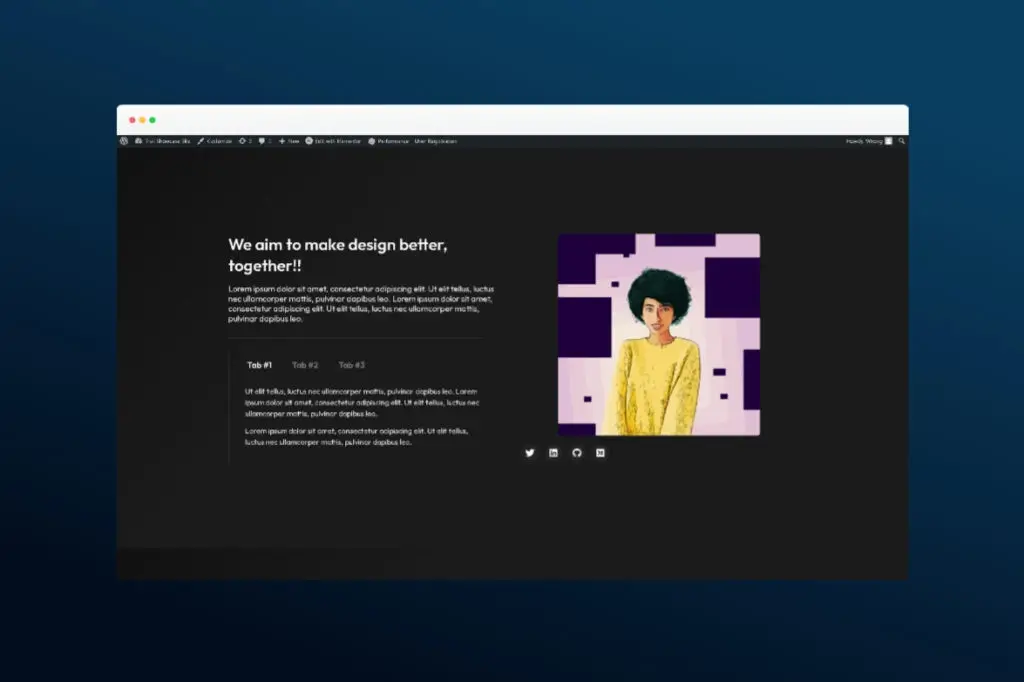 Customize
New
Edit with Elementor
Performance
User Registration
Howdy,
We aim to make design better,
together!!
Lorem ipsum dolor sit amet, consectetur adipiscing elit. Ut elit tellus, luctus
nec ullamcorper mattis, pulvinar dapibus leo. Lorem ipsum dolor sit amet,
consectetur adipiscing elit. Ut elit tellus, luctus nec ullamcorper mattis,
pulvinar dapibus leo.
Tab #1
Tab #2
Tab #3
Ut elit tellus, luctus nec ullamcorper mattis, pulvinar dapibus leo. Lorem
ipsum dolor sit amet, consectetur adipiscing elit. Ut elit tellus, luctus nec
ullamcorper mattis, pulvinar dapibus leo.
Lorem ipsum dolor sit amet, consectetur adipiscing elit. Ut elit tellus,
luctus nec ullamcorper mattis, pulvinar dapibus leo.